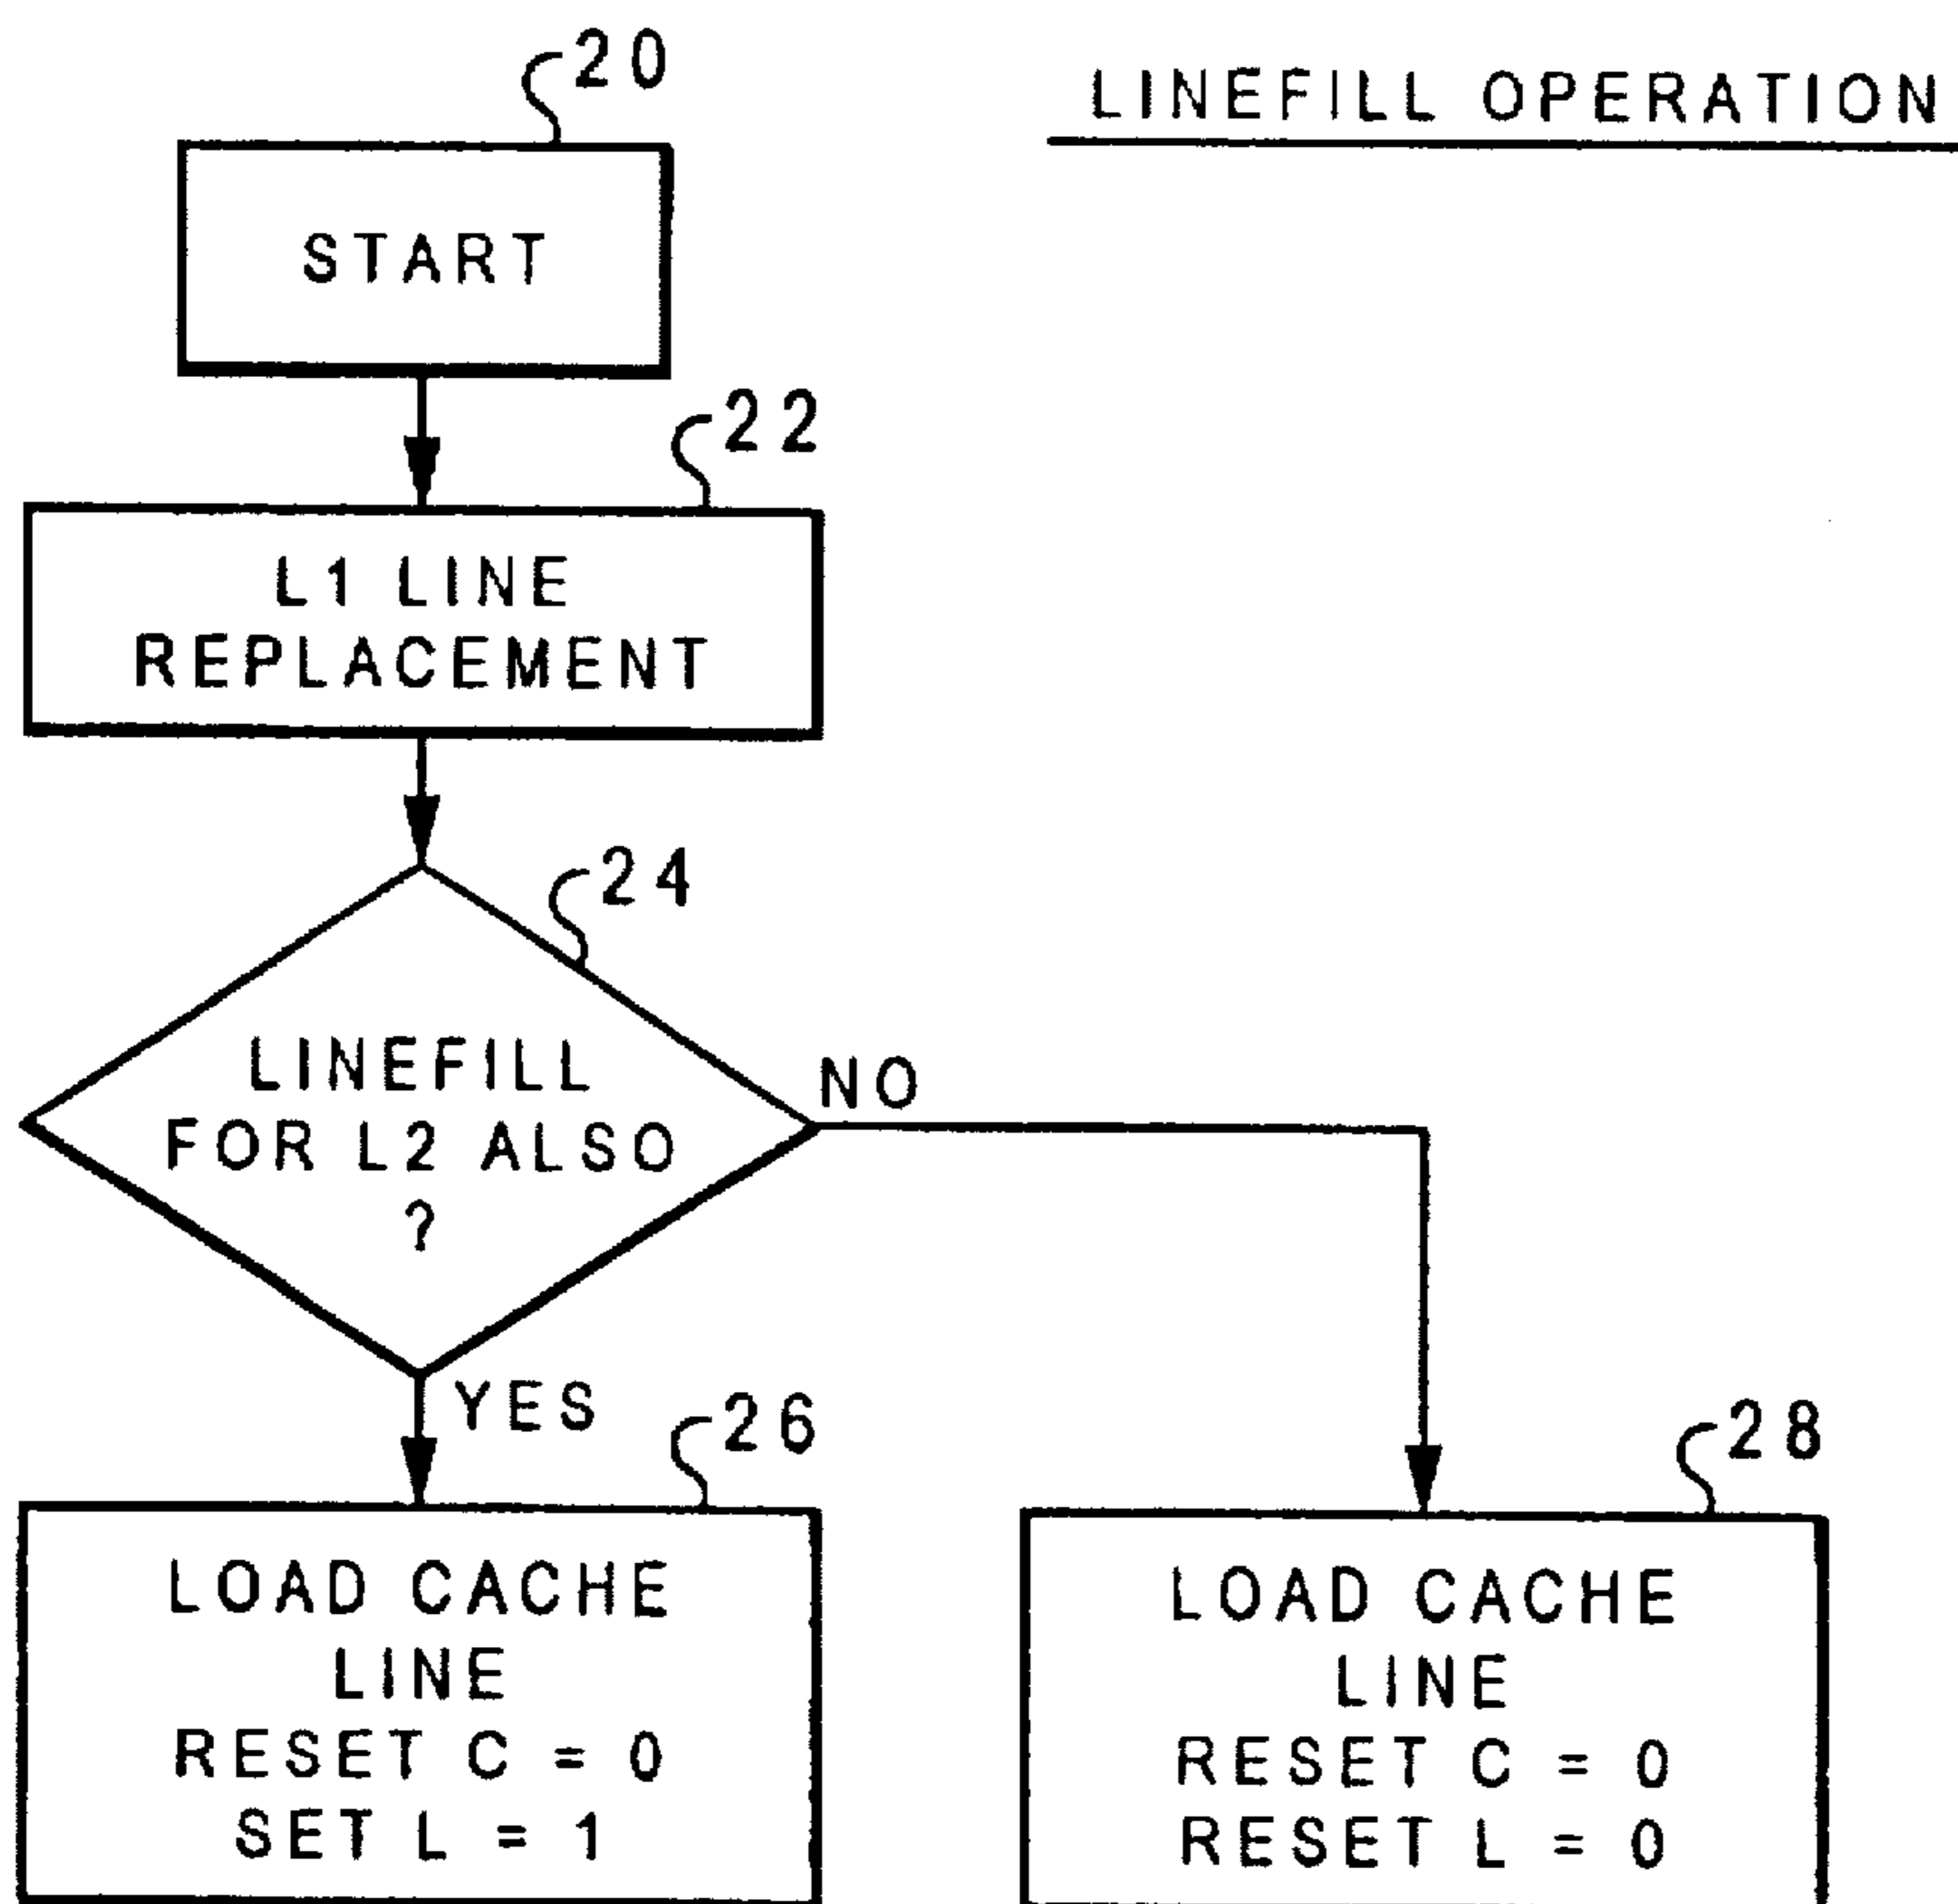 20
LINEFILL OPERATION
START
22
L1 LINE
REPLACEMENT
24
LINEFILL
FOR L2 ALSO
?
NO
YES
26
LOAD CACHE
LINE
RESET C = 0
SET L = 1
28
LOAD CACHE
LINE
RESET C = 0
RESET L = 0